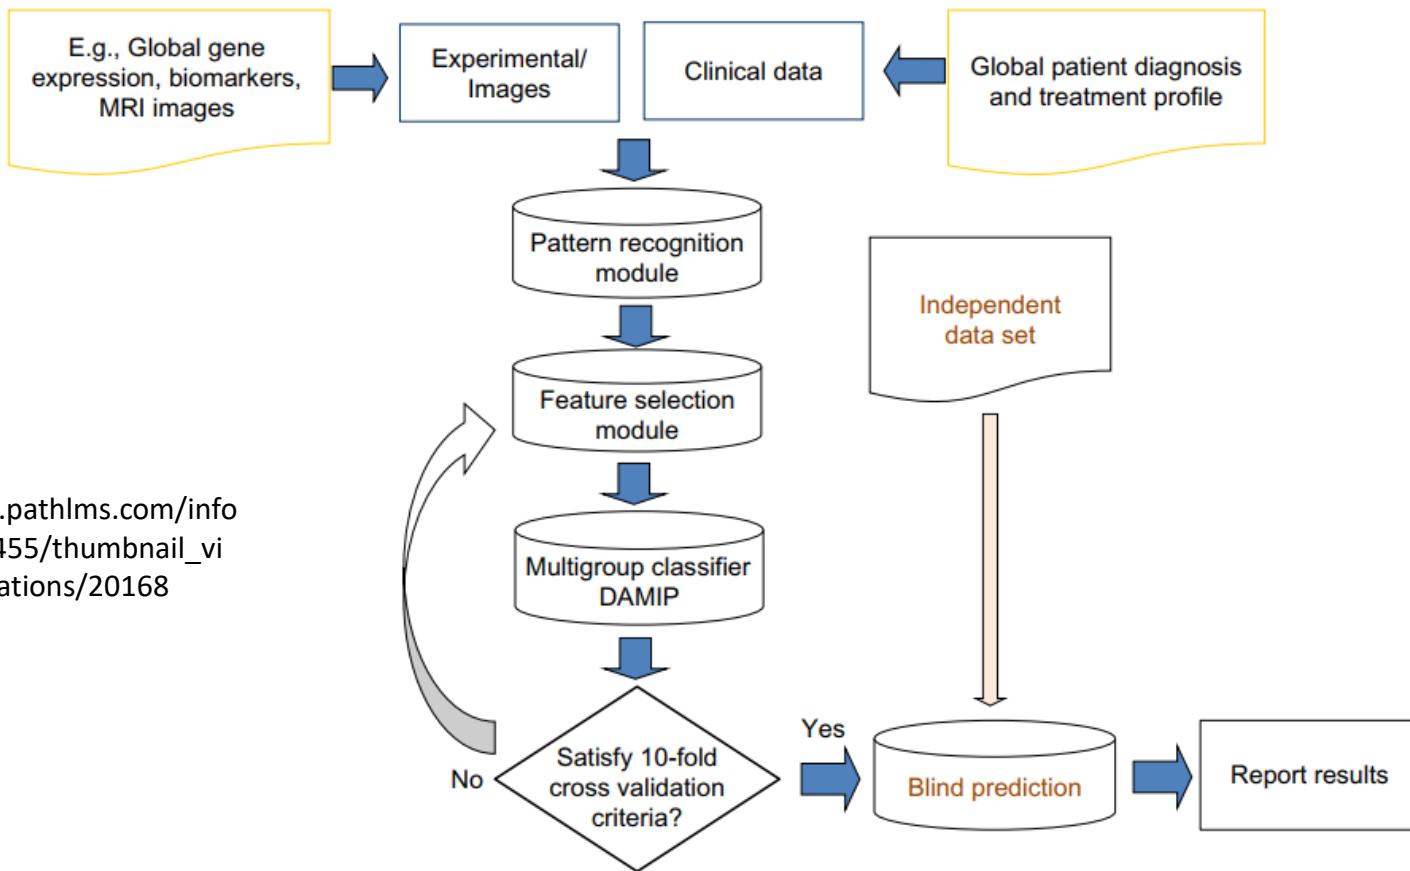 E.g., Global gene
expression, biomarkers,
MRI images
Experimental/
Images
Clinical data
Global patient diagnosis
and treatment profile
Pattern recognition
module
Independent
data set
Feature selection
module
.pathlms.com/info
455/thumbnail_vi
ations/20168
Multigroup classifier
DAMIP
Satisfy 10-fold
cross validation
criteria?
No
Yes
Blind prediction
Report results